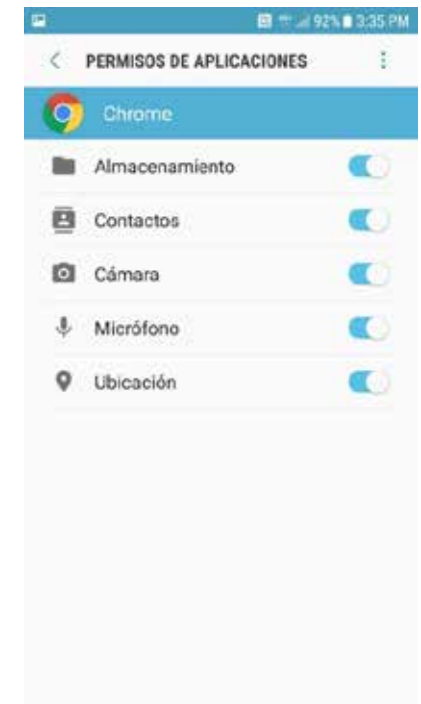 92% 3:35 PM
PERMISOS DE APLICACIONES
Chrome
Almacenamiento
Contactos
Cámara
Micrófono
Ubicación